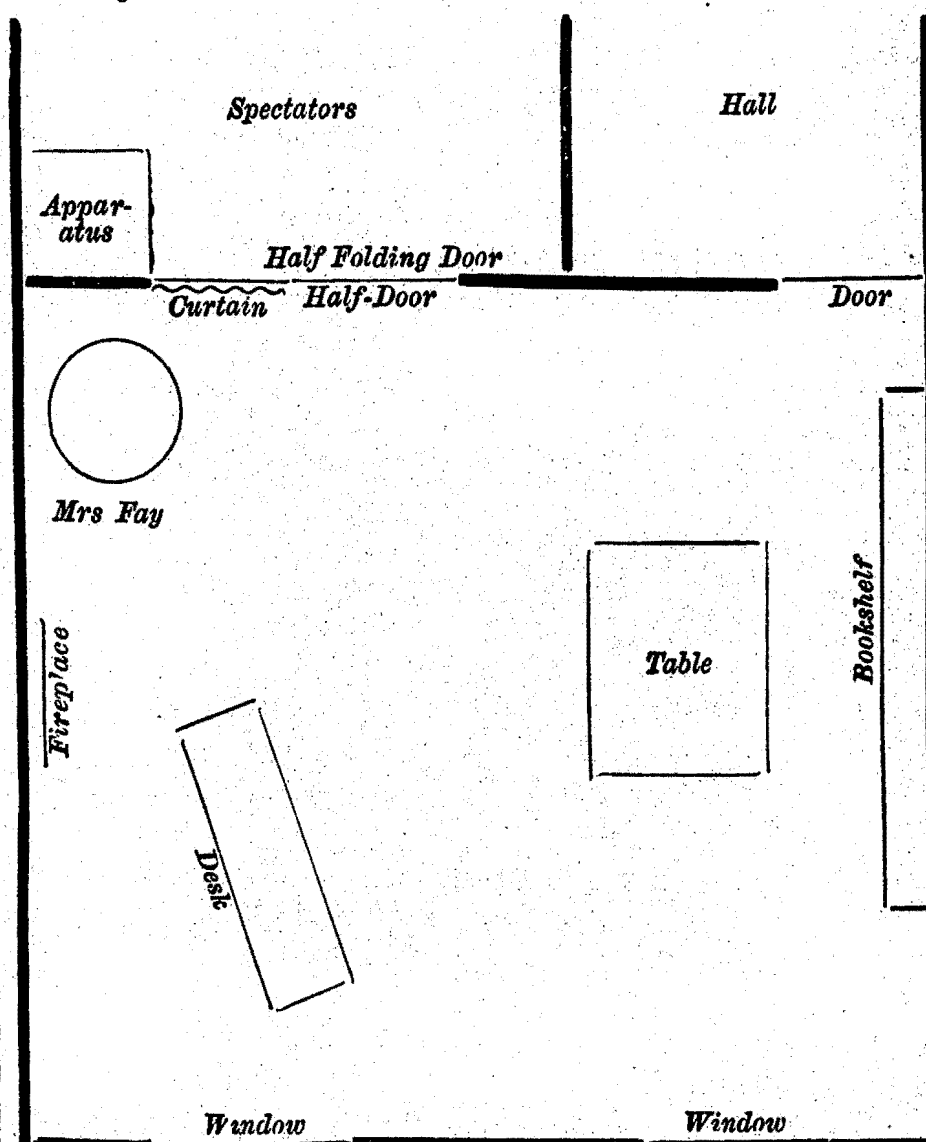 Spectators
Hall
Appar-
atus
Half Folding Door
Curtain
Half-Door
Door
Mrs Fay
Fireplace
Table
Bookshelf
Desk
Window
Window